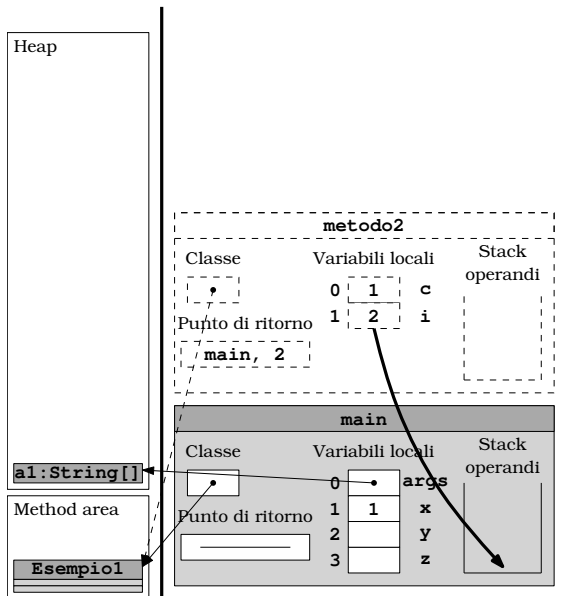 Heap
metodo2
Classe
Variabili locali
Stack operandi
0 1 c
1 2 i
Punto di ritorno
main, 2
main
Classe
Variabili locali
Stack operandi
a1:String[]
0 args
Method area
Punto di ritorno
1 1 x
2 y
3 z
Esempio1